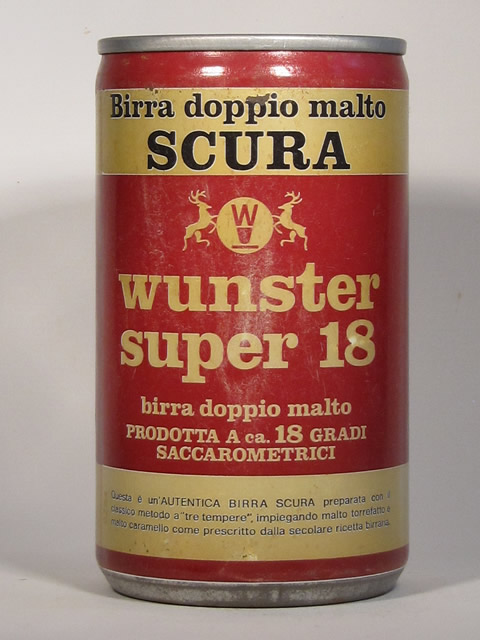 Birra doppio malto
SCURA
W
wunster
super 18
birra doppio malto
PRODOTTA A ca. 18 GRADI
SACCAROMETRICI
Questa è un'AUTENTICA BIRRA SCURA preparata con il
classico metodo a "tre tempere", impiegando malto torrefatto e
malto caramello come prescritto dalla secolare ricetta birraria.